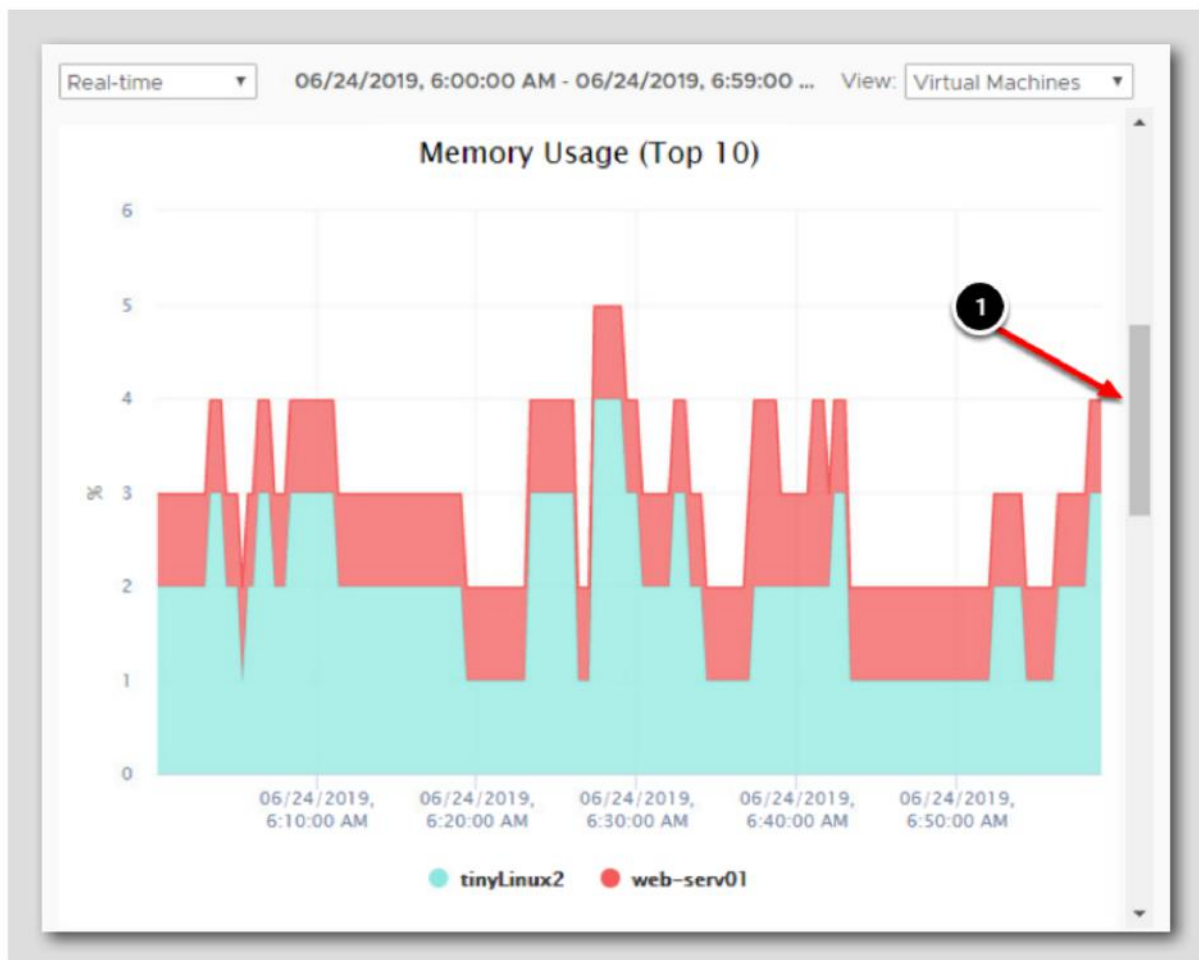 Real-time 06/24/2019, 6:00:00 AM - 06/24/2019, 6:59:00 ... View: Virtual Machines
Memory Usage (Top 10)
6
5
1
4
%
3
2
1
0
06/24/2019, 06/24/2019, 06/24/2019, 06/24/2019, 06/24/2019,
6:10:00 AM 6:20:00 AM 6:30:00 AM 6:40:00 AM 6:50:00 AM
tinyLinux2 web-serv01